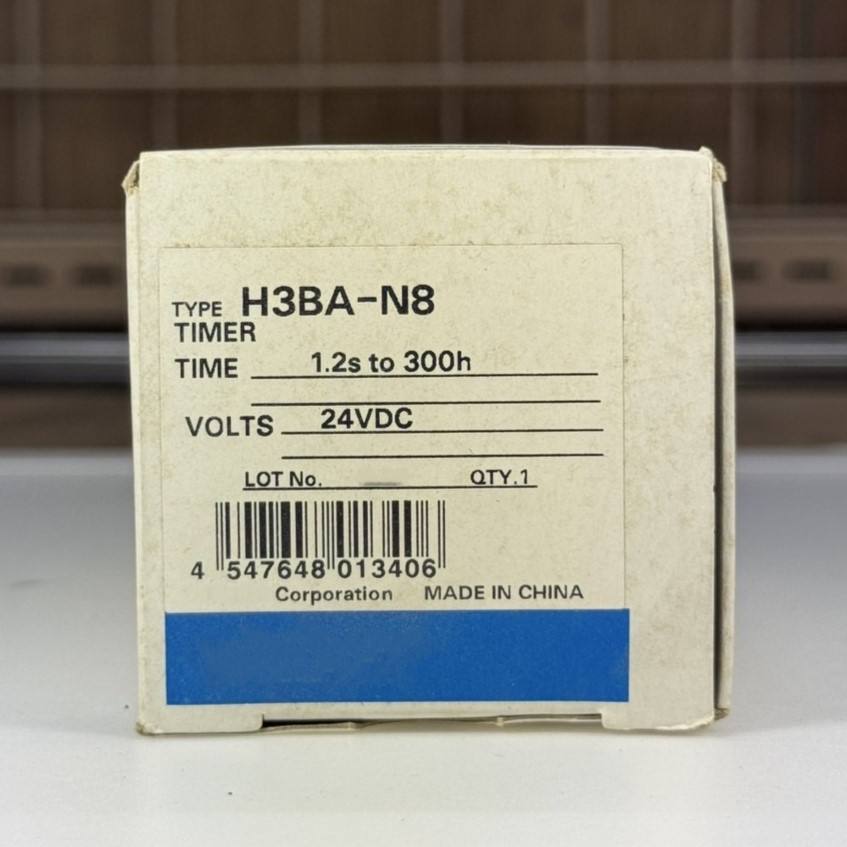 TYPE H3BA-N8
TIMER
TIME 1.2s to 300h
VOLTS 24VDC
LOT No. QTY.1
4 547648 013406
Corporation MADE IN CHINA